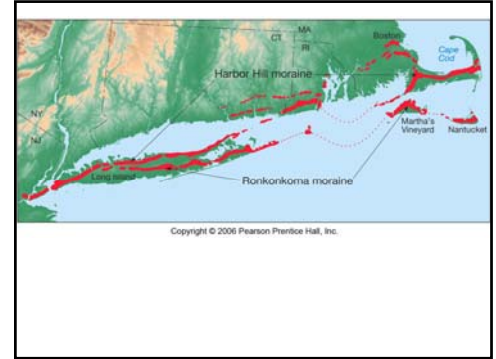 MA
CT
RI
Boston
Cape
Cod
Harbor Hill moraine
NY
NJ
Martha's
Vineyard
Nantucket
Long Island
Ronkonkoma moraine
Copyright © 2006 Pearson Prentice Hall, Inc.